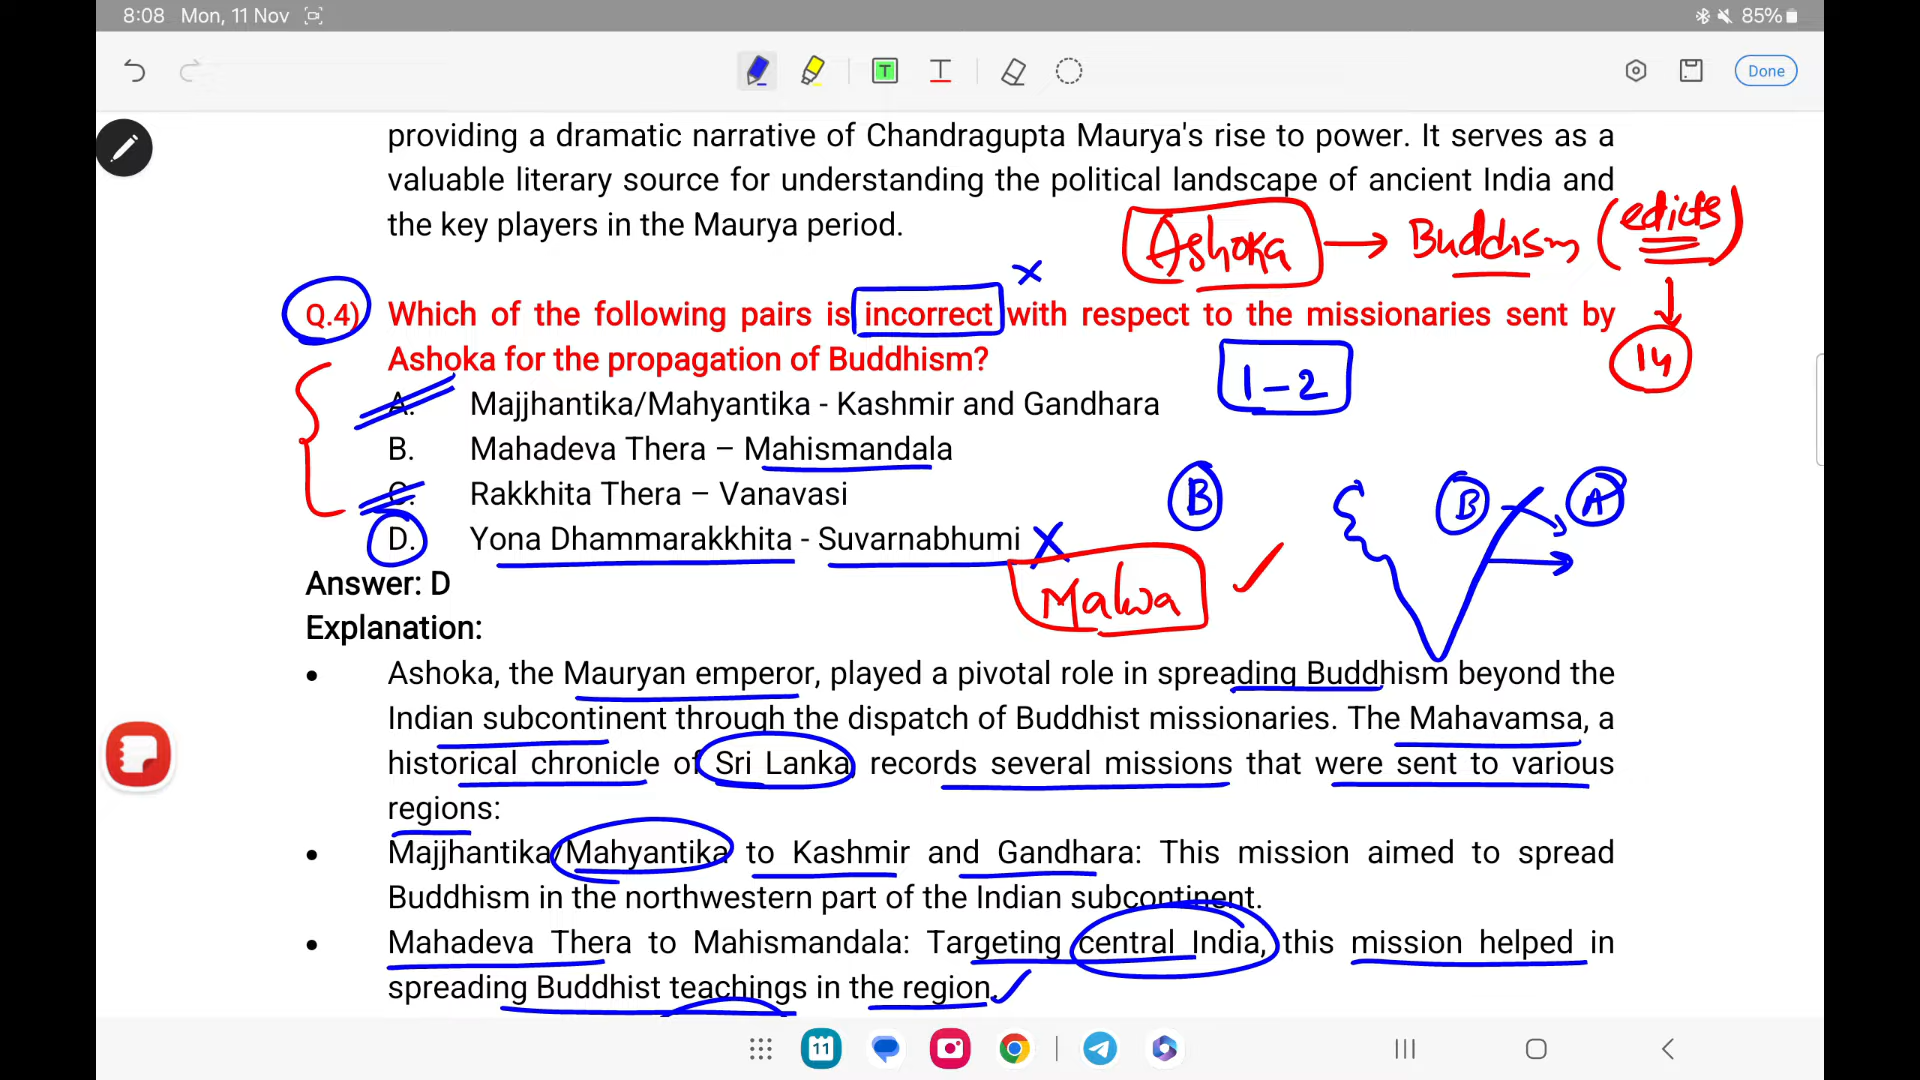 8:08 Mon, 11 Nov
85%
T
T
Done
providing a dramatic narrative of Chandragupta Maurya's rise to power. It serves as a
valuable literary source for understanding the political landscape of ancient India and
the key players in the Maurya period.
Ashoka → Buddism (edicts)
14
Q.4) Which of the following pairs is incorrect with respect to the missionaries sent by
Ashoka for the propagation of Buddhism?
1-2
A. Majjhantika/Mahyantika - Kashmir and Gandhara
B. Mahadeva Thera – Mahismandala
C. Rakkhita Thera – Vanavasi
B
B
A
D. Yona Dhammarakkhita - Suvarnabhumi X
Malwa
Answer: D
Explanation:
• Ashoka, the Mauryan emperor, played a pivotal role in spreading Buddhism beyond the
Indian subcontinent through the dispatch of Buddhist missionaries. The Mahavamsa, a
historical chronicle of Sri Lanka, records several missions that were sent to various
regions:
• Majjhantika/Mahyantika to Kashmir and Gandhara: This mission aimed to spread
Buddhism in the northwestern part of the Indian subcontinent.
• Mahadeva Thera to Mahismandala: Targeting central India, this mission helped in
spreading Buddhist teachings in the region.
11